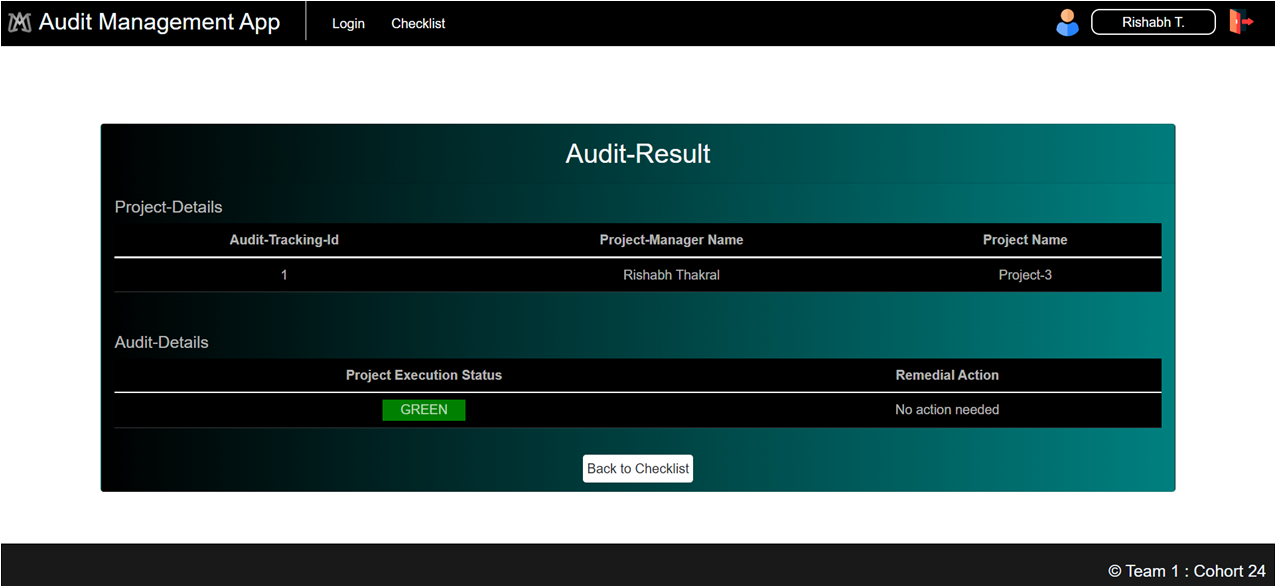 Audit Management App Login Checklist Rishabh T.
Audit-Result
Project-Details
Audit-Tracking-Id Project-Manager Name Project Name
1 Rishabh Thakral Project-3
Audit-Details
Project Execution Status Remedial Action
GREEN No action needed
Back to Checklist
© Team 1 : Cohort 24